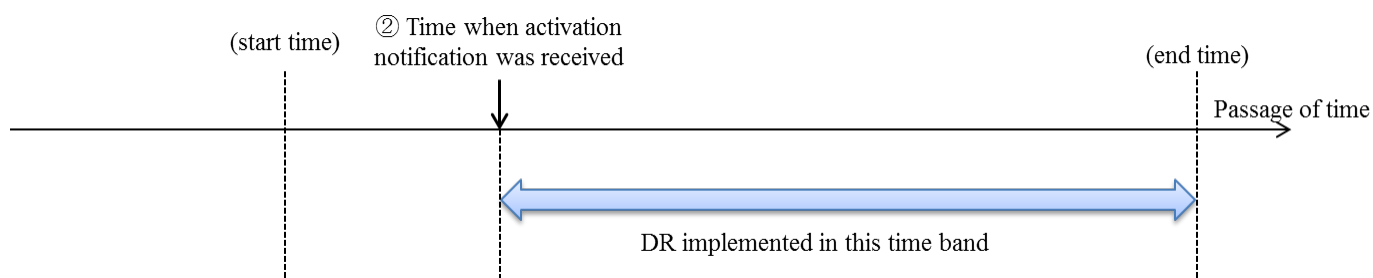 (start time)
② Time when activation
notification was received
(end time)
Passage of time
DR implemented in this time band